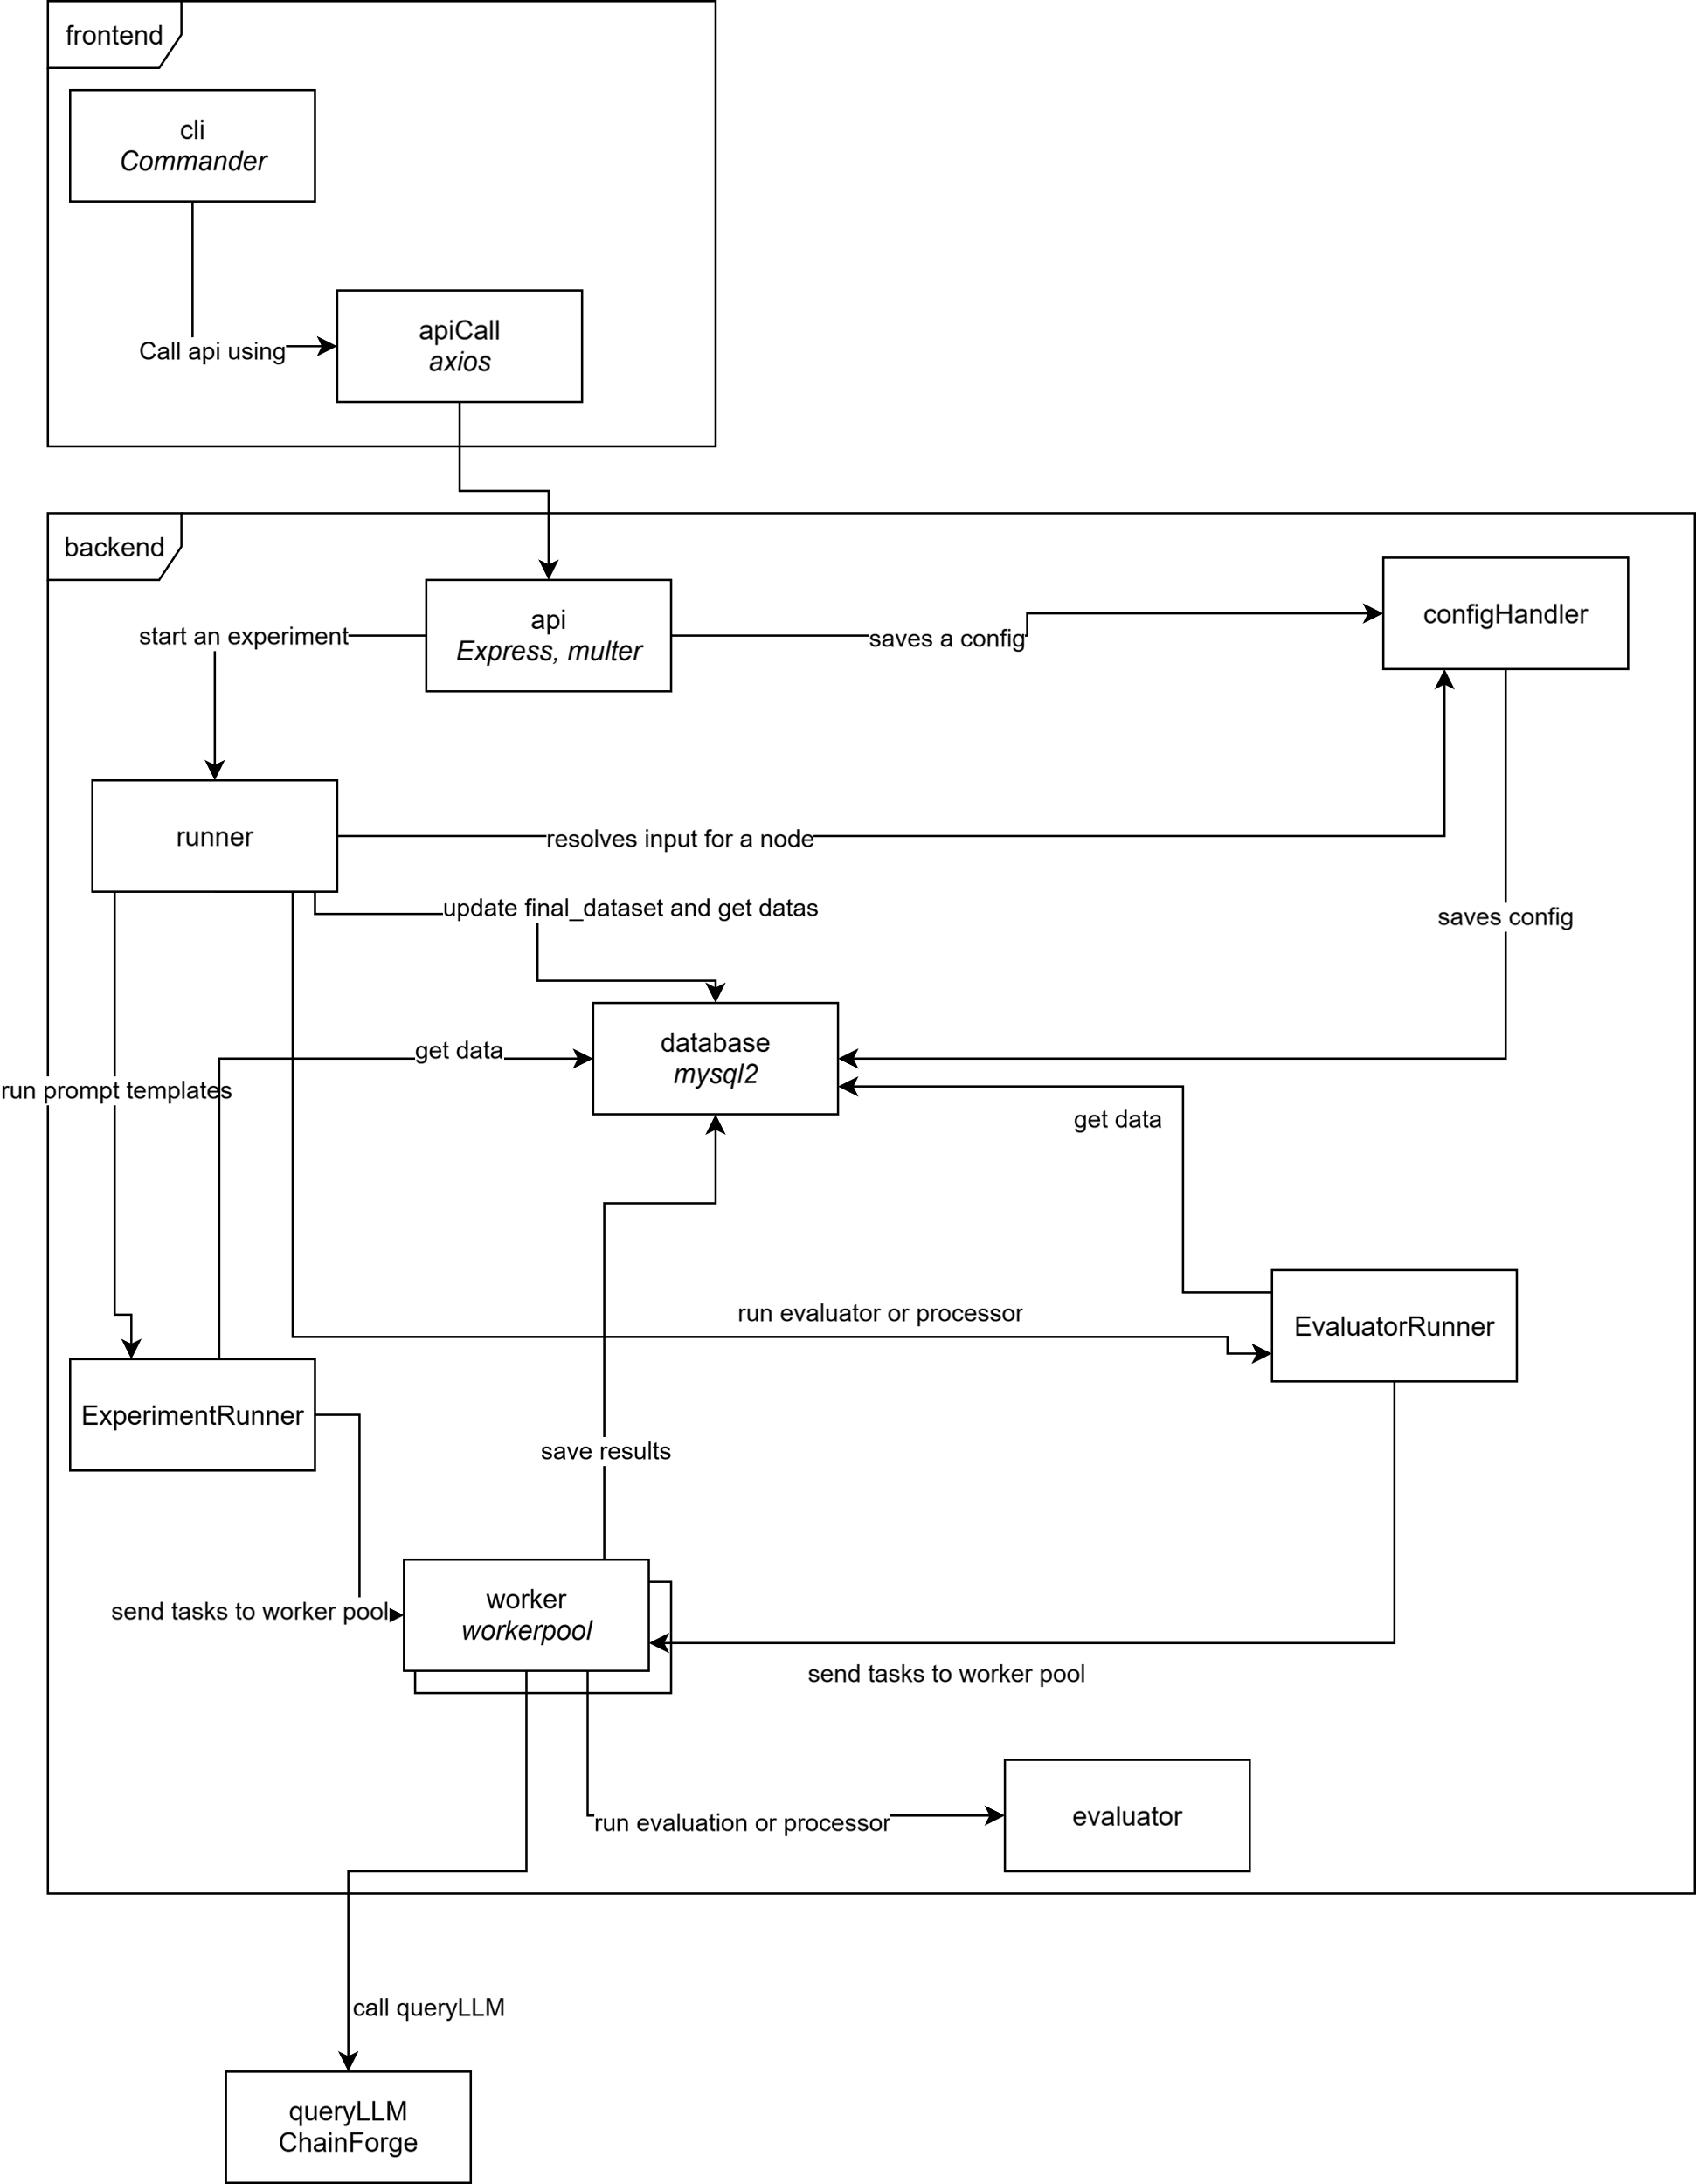 frontend
cli
Commander
apiCall
axios
Call api using
backend
api
Express, multer
configHandler
start an experiment
saves a config
runner
resolves input for a node
update final_dataset and get datas
saves config
database
mysql2
get data
run prompt templates
get data
run evaluator or processor
EvaluatorRunner
ExperimentRunner
save results
worker
workerpool
send tasks to worker pool
send tasks to worker pool
evaluator
run evaluation or processor
call queryLLM
queryLLM
ChainForge